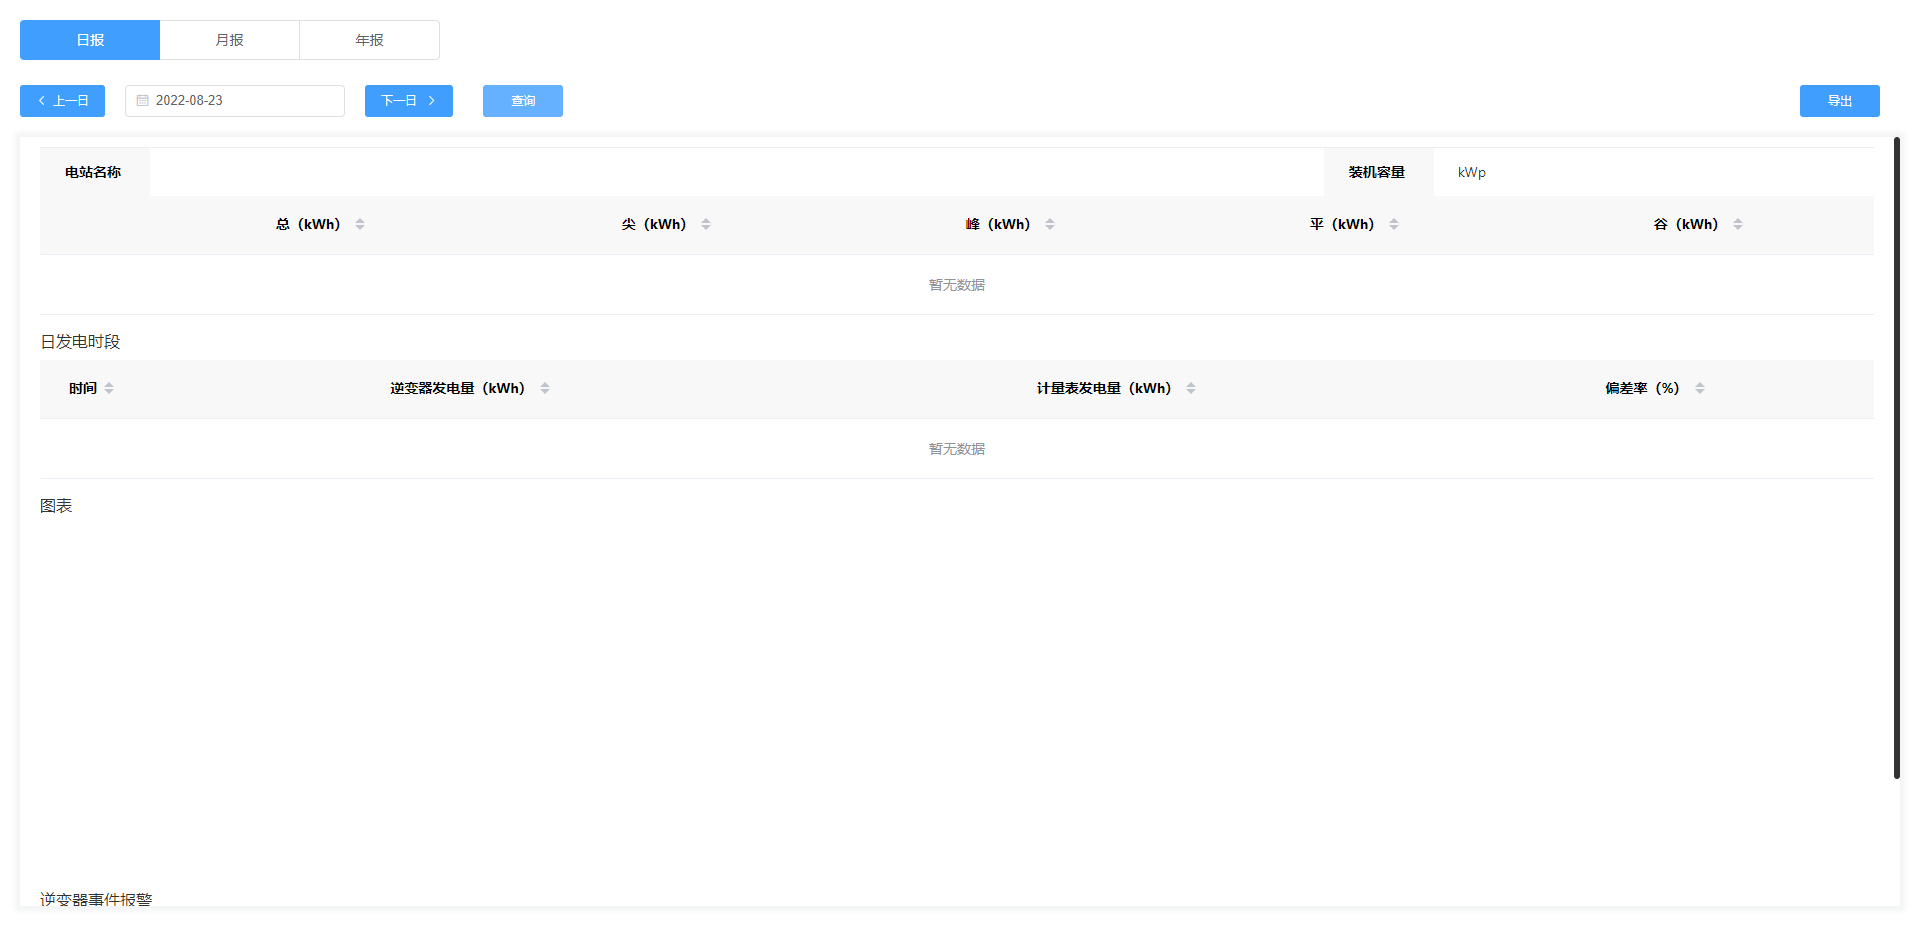 日报 月报 年报
上一日 2022-08-23 下一日 查询 导出
电站名称 装机容量 kWp
总（kWh） 尖（kWh） 峰（kWh） 平（kWh） 谷（kWh）
暂无数据
日发电时段
时间 逆变器发电量（kWh） 计量表发电量（kWh） 偏差率（%）
暂无数据
图表
逆变器事件报警